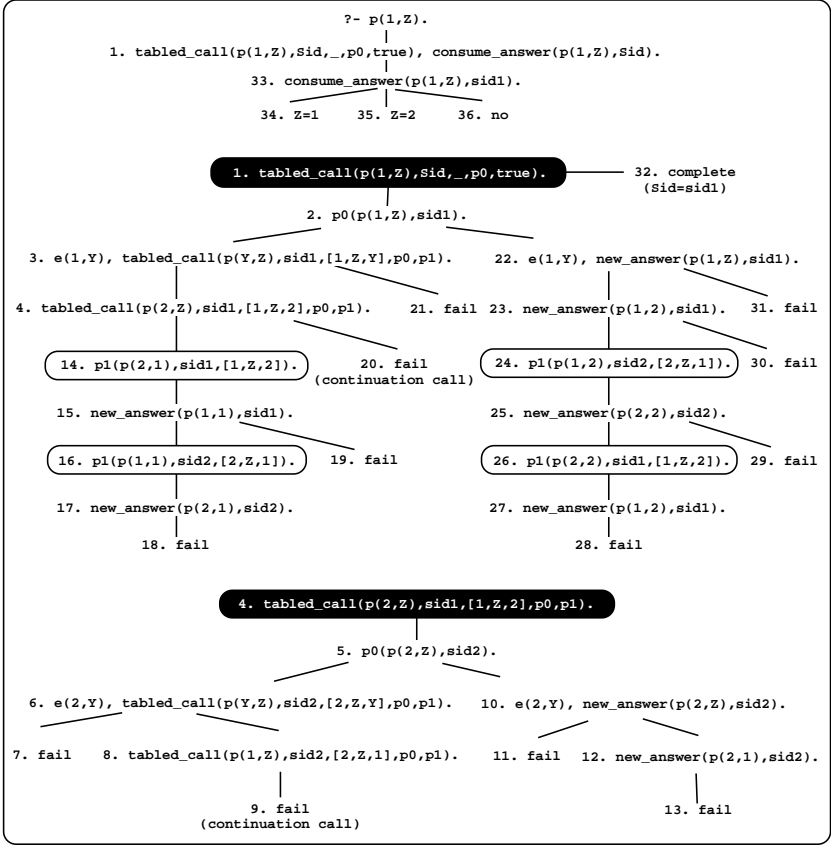 ?- p(1,Z).
1. tabled_call(p(1,Z),Sid,_,p0,true), consume_answer(p(1,Z),Sid).
33. consume_answer(p(1,Z),sid1).
34. Z=1 35. Z=2 36. no
1. tabled_call(p(1,Z),Sid,_,p0,true). 32. complete
(Sid=sid1)
2. p0(p(1,Z),sid1).
3. e(1,Y), tabled_call(p(Y,Z),sid1,[1,Z,Y],p0,p1). 22. e(1,Y), new_answer(p(1,Z),sid1).
4. tabled_call(p(2,Z),sid1,[1,Z,2],p0,p1). 21. fail 23. new_answer(p(1,2),sid1). 31. fail
14. p1(p(2,1),sid1,[1,Z,2]). 20. fail 24. p1(p(1,2),sid2,[2,Z,1]). 30. fail
(continuation call)
15. new_answer(p(1,1),sid1). 25. new_answer(p(2,2),sid2).
16. p1(p(1,1),sid2,[2,Z,1]). 19. fail 26. p1(p(2,2),sid1,[1,Z,2]). 29. fail
17. new_answer(p(2,1),sid2). 27. new_answer(p(1,2),sid1).
18. fail 28. fail
4. tabled_call(p(2,Z),sid1,[1,Z,2],p0,p1).
5. p0(p(2,Z),sid2).
6. e(2,Y), tabled_call(p(Y,Z),sid2,[2,Z,Y],p0,p1). 10. e(2,Y), new_answer(p(2,Z),sid2).
7. fail 8. tabled_call(p(1,Z),sid2,[2,Z,1],p0,p1). 11. fail 12. new_answer(p(2,1),sid2).
9. fail 13. fail
(continuation call)